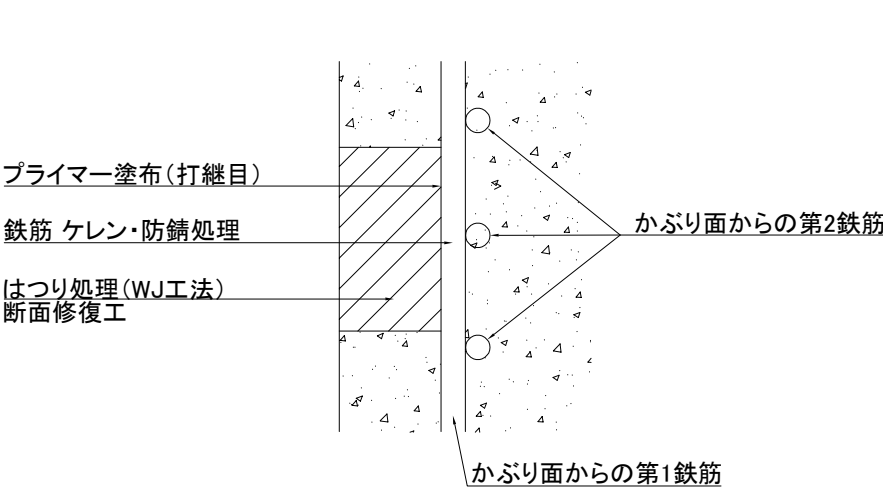 プライマー塗布(打継目)
鉄筋 ケレン・防錆処理
はつり処理(WJ工法)
断面修復工
かぶり面からの第2鉄筋
かぶり面からの第1鉄筋